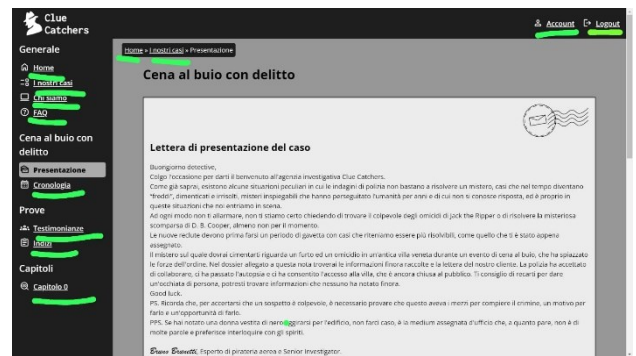 Clue
Catchers
Account
Logout
Generale
Home
I nostri casi
Chi siamo
FAQ
Cena al buio con
delitto
Presentazione
Cronologia
Prove
Testimonianze
Indizi
Capitoli
Capitolo 0
Home » I nostri casi » Presentazione
Cena al buio con delitto
Lettera di presentazione del caso
Buongiorno detective,
Colgo l'occasione per darti il benvenuto all'agenzia investigativa Clue Catchers.
Come già saprai, esistono alcune situazioni peculiari in cui le indagini di polizia non bastano a risolvere un mistero, casi che nel tempo diventano
"freddi", dimenticati e irrisolti, misteri inspiegabili che hanno perseguitato l'umanità per anni e di cui non si conosce risposta, ed è proprio in
queste situazioni che noi entriamo in scena.
Ad ogni modo non ti allarmare, non ti stiamo certo chiedendo di trovare il colpevole degli omicidi di Jack the Ripper o di risolvere la misteriosa
scomparsa di D. B. Cooper, almeno non per il momento.
Le nuove reclute devono prima farsi un periodo di gavetta con casi che riteniamo essere più risolvibili, come quello che ti è stato appena
assegnato.
Il mistero sul quale dovrai cimentarti riguarda un furto ed un omicidio in un'antica villa veneta durante un evento di cena al buio, che ha spiazzato
le forze dell'ordine. Nel dossier allegato a questa nota troverai le informazioni finora raccolte e la lettera del nostro cliente. La polizia ha accettato
di collaborare, ci ha passato l'autopsia e ci ha consentito l'accesso alla villa, che è ancora chiusa al pubblico. Ti consiglio di recarti per dare
un'occhiata di persona, potresti trovare informazioni che nessuno ha notato finora.
Good luck.
PS. Ricorda che, per accertarsi che un sospetto è colpevole, è necessario provare che questo aveva i mezzi per compiere il crimine, un motivo per
farlo e un'opportunità di farlo.
PPS. Se hai notato una donna vestita di nero aggirarsi per l'edificio, non farci caso, è la medium assegnata d'ufficio che, a quanto pare, non è di
molte parole e preferisce interloquire con gli spiriti.
Bruno Brunetti, Esperto di pirateria aerea e Senior Investigator.